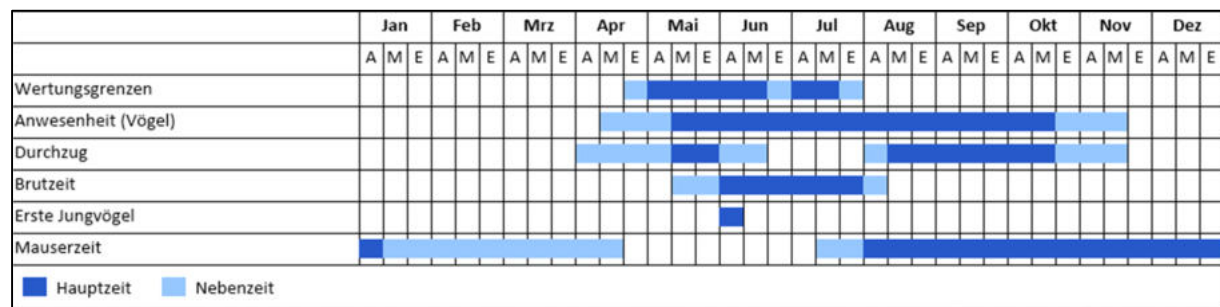 Jan Feb Mrz Apr Mai Jun Jul Aug Sep Okt Nov Dez
A M E A M E A M E A M E A M E A M E A M E A M E A M E A M E A M E A M E
Wertungsgrenzen
Anwesenheit (Vögel)
Durchzug
Brutzeit
Erste Jungvögel
Mauserzeit
Hauptzeit Nebenzeit